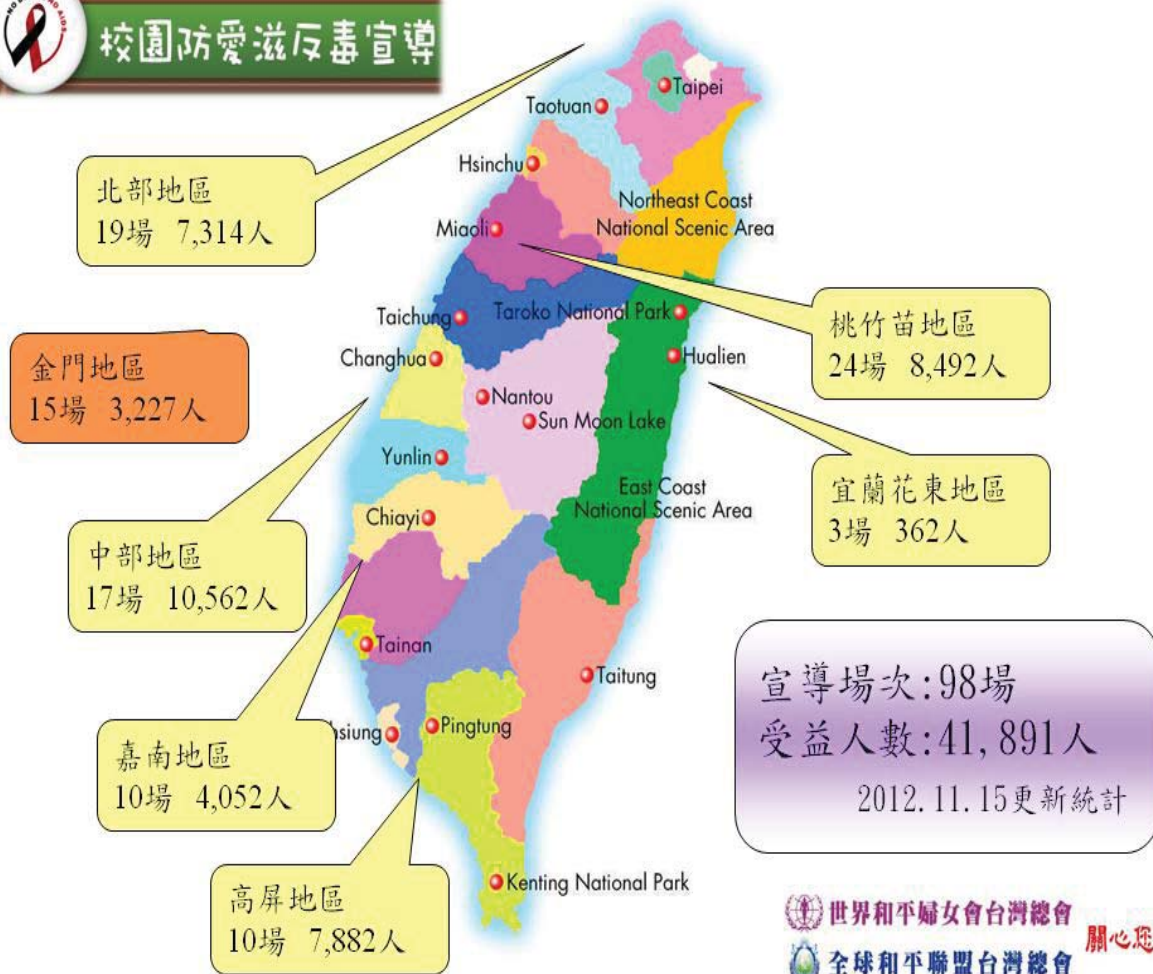 校園防愛滋反毒宣導
北部地區
19場 7,314人
金門地區
15場 3,227人
中部地區
17場 10,562人
嘉南地區
10場 4,052人
高屏地區
10場 7,882人
桃竹苗地區
24場 8,492人
宜蘭花東地區
3場 362人
Taipei
Taotuan
Hsinchu
Northeast Coast
National Scenic Area
Miaoli
Taichung
Taroko National Park
Changhua
Hualien
Nantou
Sun Moon Lake
Yunlin
East Coast
National Scenic Area
Chiayi
Tainan
Taitung
hsiung
Pingtung
Kenting National Park
宣導場次:98場
受益人數:41,891人
2012.11.15更新統計
世界和平婦女會台灣總會
全球和平聯盟台灣總會
關心您